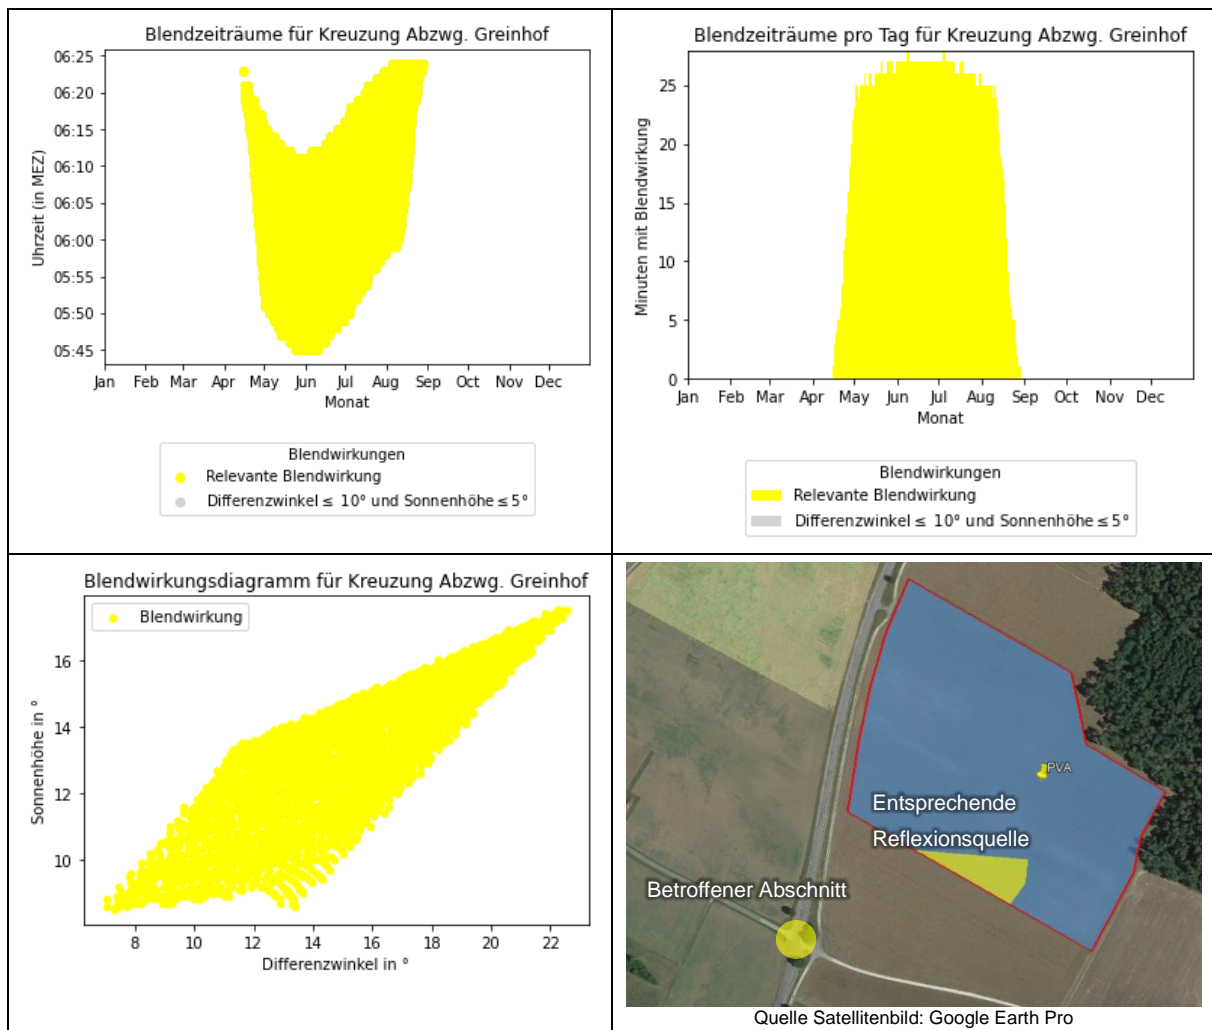 Blendzeiträume für Kreuzung Abzwg. Greinhof
Uhrzeit (in MEZ)
06:25
06:20
06:15
06:10
06:05
06:00
05:55
05:50
05:45
Jan Feb Mar Apr May Jun Jul Aug Sep Oct Nov Dec
Monat
Blendwirkungen
Relevante Blendwirkung
Differenzwinkel ≤ 10° und Sonnenhöhe ≤ 5°
Blendzeiträume pro Tag für Kreuzung Abzwg. Greinhof
Minuten mit Blendwirkung
25
20
15
10
5
0
Jan Feb Mar Apr May Jun Jul Aug Sep Oct Nov Dec
Monat
Blendwirkungen
Relevante Blendwirkung
Differenzwinkel ≤ 10° und Sonnenhöhe ≤ 5°
Blendwirkungsdiagramm für Kreuzung Abzwg. Greinhof
Blendwirkung
Sonnenhöhe in °
16
14
12
10
8 10 12 14 16 18 20 22
Differenzwinkel in °
PVA
Entsprechende
Reflexionsquelle
Betroffener Abschnitt
Quelle Satellitenbild: Google Earth Pro